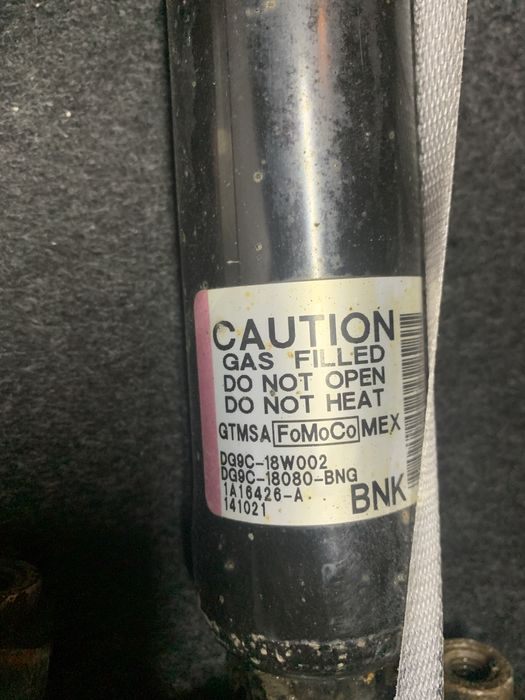 CAUTION
GAS FILLED
DO NOT OPEN
DO NOT HEAT
GTMSA FoMoCo MEX
DG9C-18W002
DG9C-18080-BNG
1A16426-A
141021
BNK